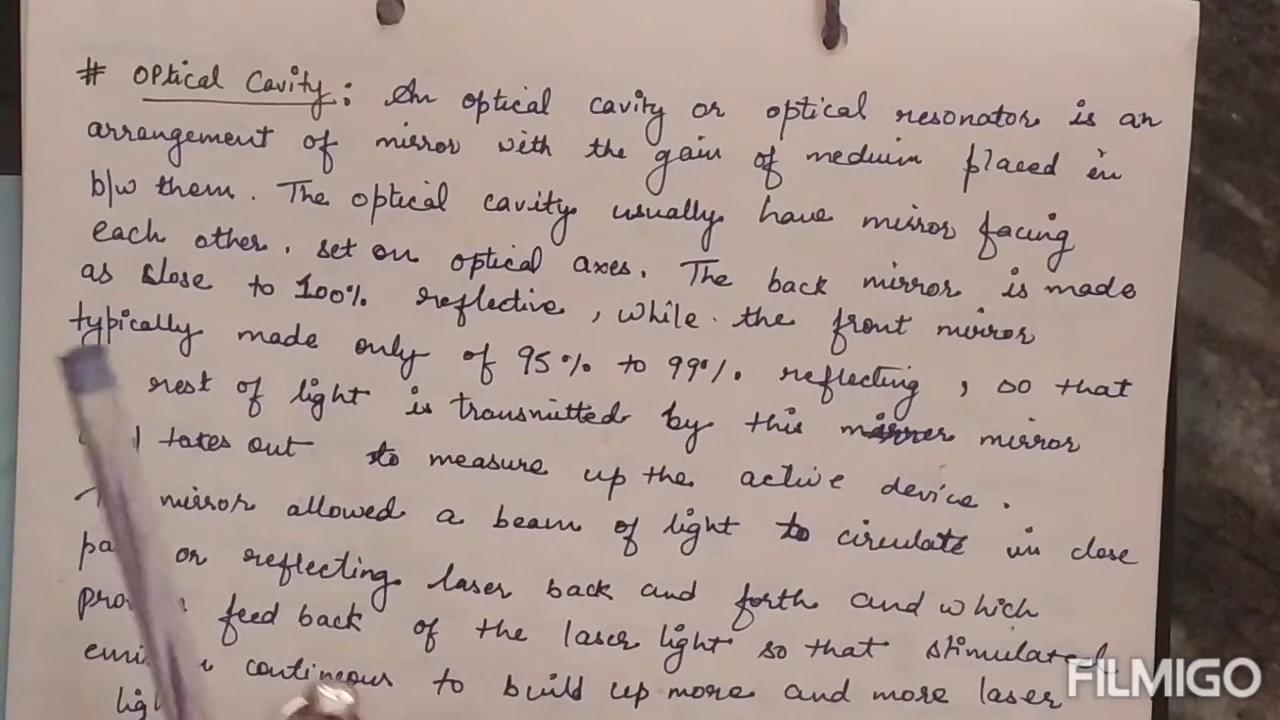 # Optical Cavity : An optical cavity or optical resonator is an
arrangement of mirror with the gain of meduim placed in
b/w them. The optical cavity usually have mirror facing
each other, set on optical axes. The back mirror is made
as close to 100% reflective, while the front mirror
typically made only of 95% to 99% reflecting, so that
rest of light is transmitted by this mirror
tates out to measure up the active device.
mirror allowed a beam of light to circulate in close
or reflecting laser back and forth and which
feed back of the laser light so that stimulated
contineous to build up more and more laser
FILMIGO